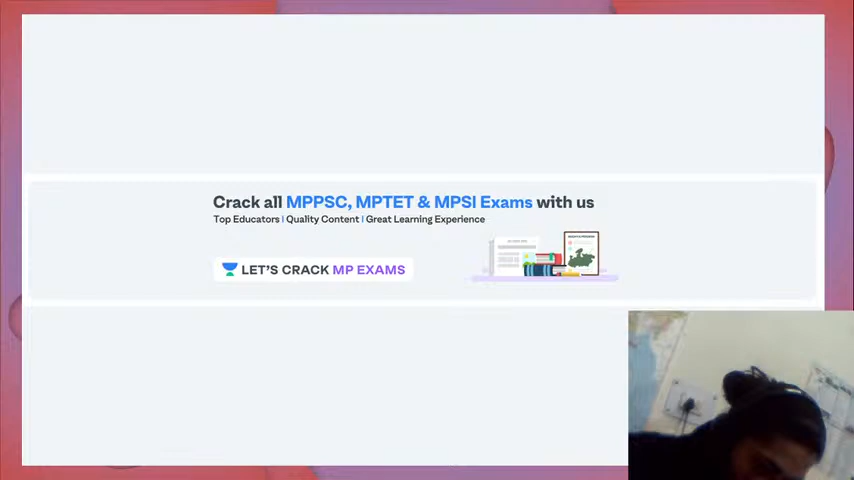 Crack all MPPSC, MPTET & MPSI Exams with us
Top Educators | Quality Content | Great Learning Experience
LET'S CRACK MP EXAMS